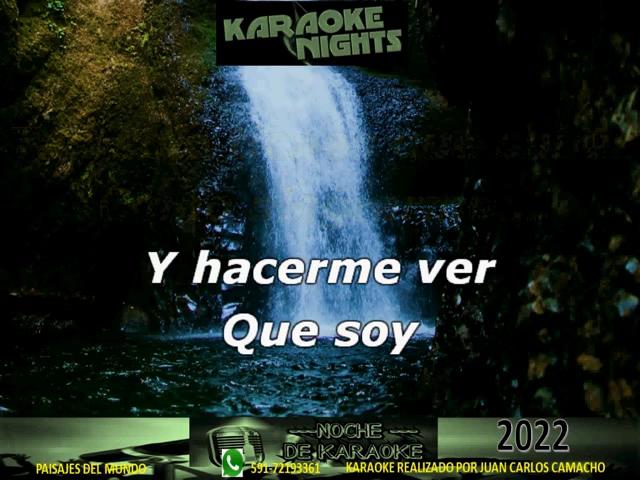 KARAOKE
NIGHTS
Y hacerme ver
Que soy
NOCHE
DE KARAOKE
2022
PAISAJES DEL MUNDO
591-72193361
KARAOKE REALIZADO POR JUAN CARLOS CAMACHO